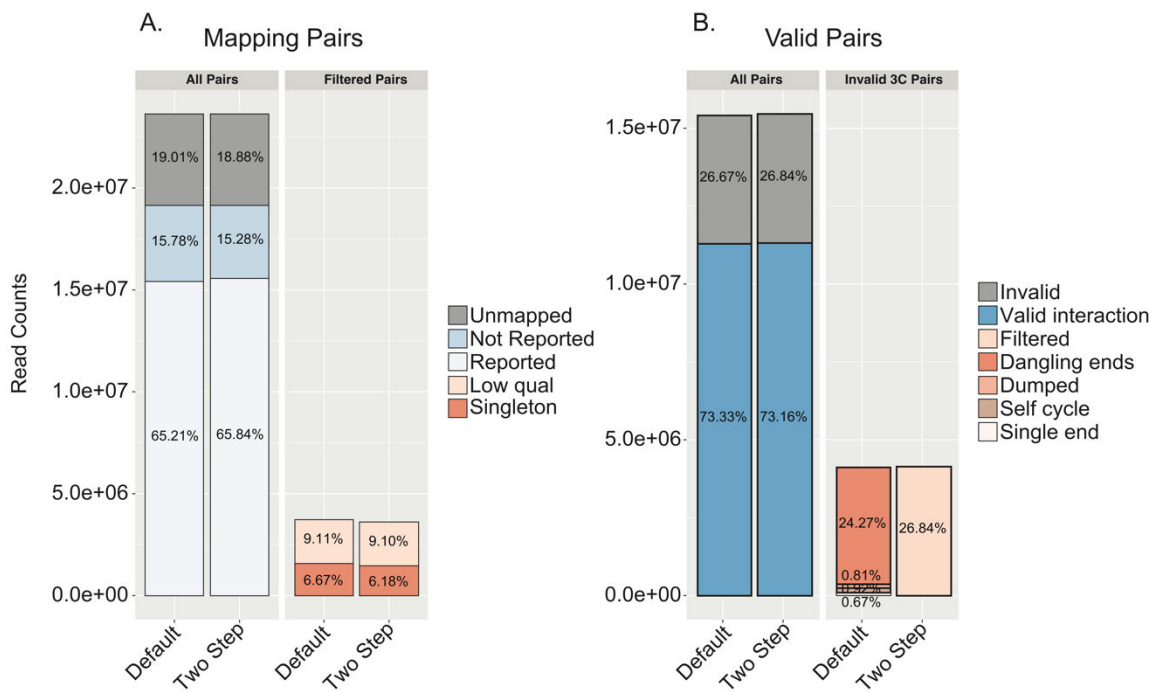 A.
Mapping Pairs
All Pairs
Filtered Pairs
Read Counts
2.0e+07
1.5e+07
1.0e+07
5.0e+06
0.0e+00
19.01%
18.88%
15.78%
15.28%
65.21%
65.84%
9.11%
9.10%
6.67%
6.18%
Default
Two Step
Default
Two Step
Unmapped
Not Reported
Reported
Low qual
Singleton
B.
Valid Pairs
All Pairs
Invalid 3C Pairs
1.5e+07
1.0e+07
5.0e+06
0.0e+00
26.67%
26.84%
73.33%
73.16%
24.27%
26.84%
0.81%
0.92%
0.67%
Default
Two Step
Default
Two Step
Invalid
Valid interaction
Filtered
Dangling ends
Dumped
Self cycle
Single end